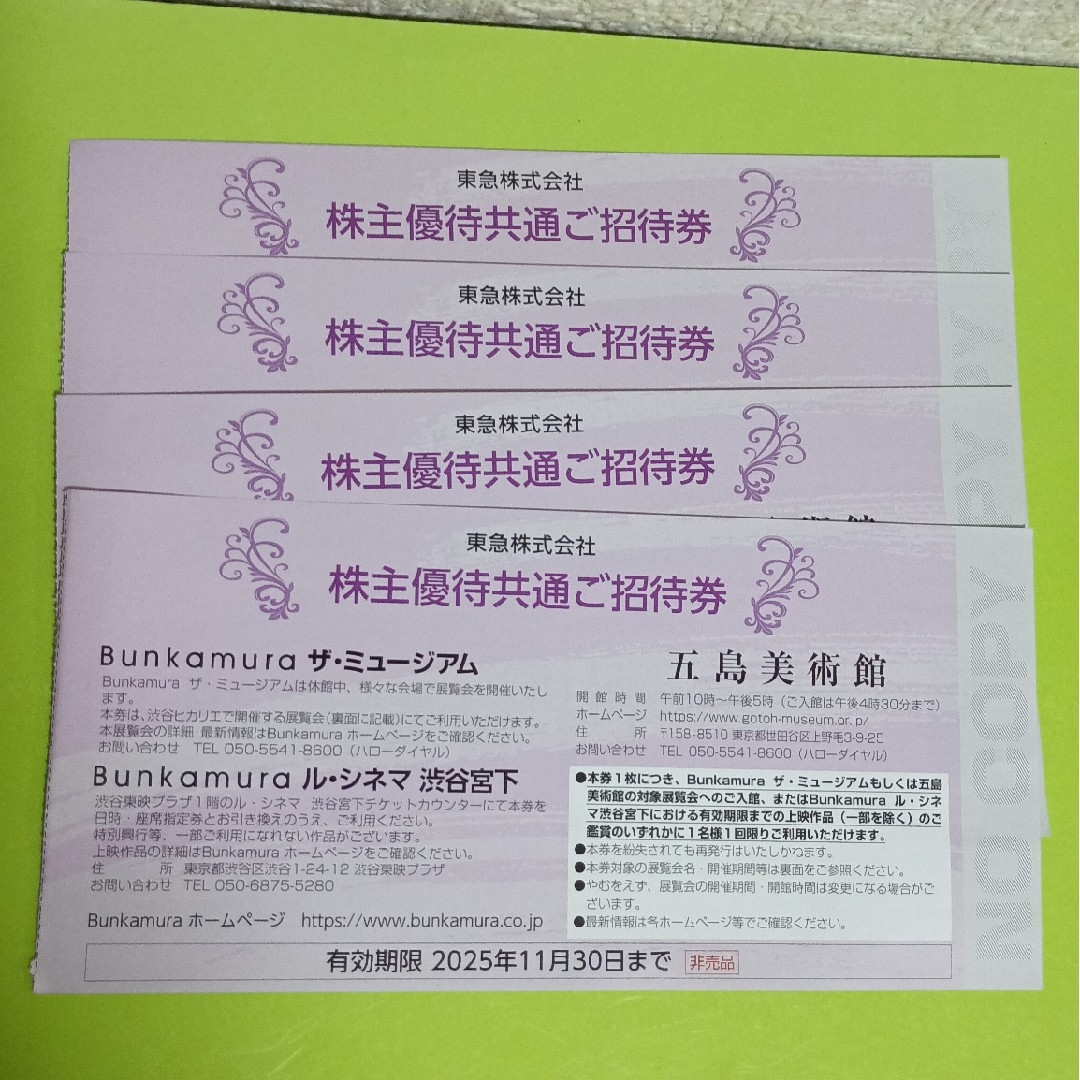 東急株式会社
株主優待共通ご招待券
東急株式会社
株主優待共通ご招待券
東急株式会社
株主優待共通ご招待券
東急株式会社
株主優待共通ご招待券
Bunkamura ザ・ミュージアム
Bunkamura ザ・ミュージアムは休館中、様々な会場で展覧会を開催いたし
ます。
本券は、渋谷ヒカリエで開催する展覧会(裏面に記載)にてご利用いただけます。
本展覧会の詳細 最新情報はBunkamura ホームページをご確認ください。
お問い合わせ TEL 050-5541-8600(ハローダイヤル)
Bunkamura ル・シネマ 渋谷宮下
渋谷東映プラザ1階のル・シネマ 渋谷宮下チケットカウンターにて本券を
日時・座席指定券とお引き換えのうえ、ご利用ください。
特別興行等、一部ご利用になれない作品がございます。
上映作品の詳細はBunkamura ホームページをご確認ください。
住 所 東京都渋谷区渋谷1-24-12 渋谷東映プラザ
お問い合わせ TEL 050-6875-5280
Bunkamura ホームページ https://www.bunkamura.co.jp
五島美術館
開館時間 午前10時～午後5時(ご入館は午後4時30分まで)
ホームページ https://www.gotoh-museum.or.jp/
住 所 〒158-8510 東京都世田谷区上野毛3-9-25
お問い合わせ TEL 050-5541-8600(ハローダイヤル)
●本券1枚につき、Bunkamura ザ・ミュージアムもしくは五島
美術館の対象展覧会へのご入館、またはBunkamura ル・シネ
マ渋谷宮下における有効期限までの上映作品(一部を除く)のご
鑑賞のいずれかに1名様1回限りご利用いただけます。
●本券を紛失されても再発行はいたしかねます。
●本券対象の展覧会名・開催期間等は裏面をご参照ください。
●やむをえず、展覧会の開催期間・開館時間は変更になる場合がご
ざいます。
●最新情報は各ホームページ等でご確認ください。
有効期限 2025年11月30日まで 非売品
NO COPY